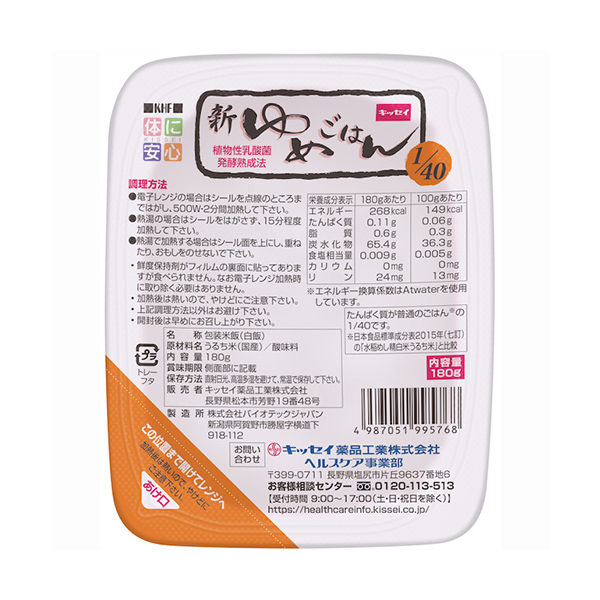 KHF
体に
KISSEI
安心
新 ゆめごはん
キッセイ
1/40
植物性乳酸菌
発酵熟成法
調理方法
●電子レンジの場合はシールを点線のところまではがし、500W・2分間加熱して下さい。
●熱湯の場合はシールをはがさず、15分程度加熱して下さい。
●熱湯で加熱する場合はシール面を上にし、重ねたり、おもしをのせないで下さい。
・鮮度保持剤がフィルムの裏面に貼ってありますが食べられません。なお電子レンジ加熱時に取り除く必要はありません。
・加熱後は熱いので、やけどにご注意下さい。
・上記調理方法以外はお避け下さい。
・開封後は早めにお召し上がり下さい。
栄養成分表示 180gあたり 100gあたり
エネルギー 268kcal 149kcal
たんぱく質 0.11g 0.06g
脂質 0.6g 0.3g
炭水化物 65.4g 36.3g
食塩相当量 0.009g 0.005g
カリウム 0mg 0mg
リン 24mg 13mg
※エネルギー換算係数はAtwaterを使用しています。
たんぱく質が普通のごはん※の1/40です。
※日本食品標準成分表2015年(七訂)の「水稲めし精白米うるち米」と比較
内容量
180g
プラ
トレー・
フタ
名称 包装米飯(白飯)
原材料名 うるち米(国産)/酸味料
内容量 180g
賞味期限 側面部に記載
保存方法 直射日光、高温多湿を避けて、常温で保存して下さい。
販売者 キッセイ薬品工業株式会社
長野県松本市芳野19番48号
製造所 株式会社バイオテックジャパン
新潟県阿賀野市勝屋字横道下
918-112
4 987051 995768
お問い合わせ
キッセイ薬品工業株式会社
ヘルスケア事業部
〒399-0711 長野県塩尻市片丘9637番地6
お客様相談センター 0120-113-513
【受付時間 9:00〜17:00(土・日・祝日を除く)】
https://healthcareinfo.kissei.co.jp/
この位置まで剥けてレンジへ
加熱後は熱いので、やけどに
ご注意下さい。
あけ口